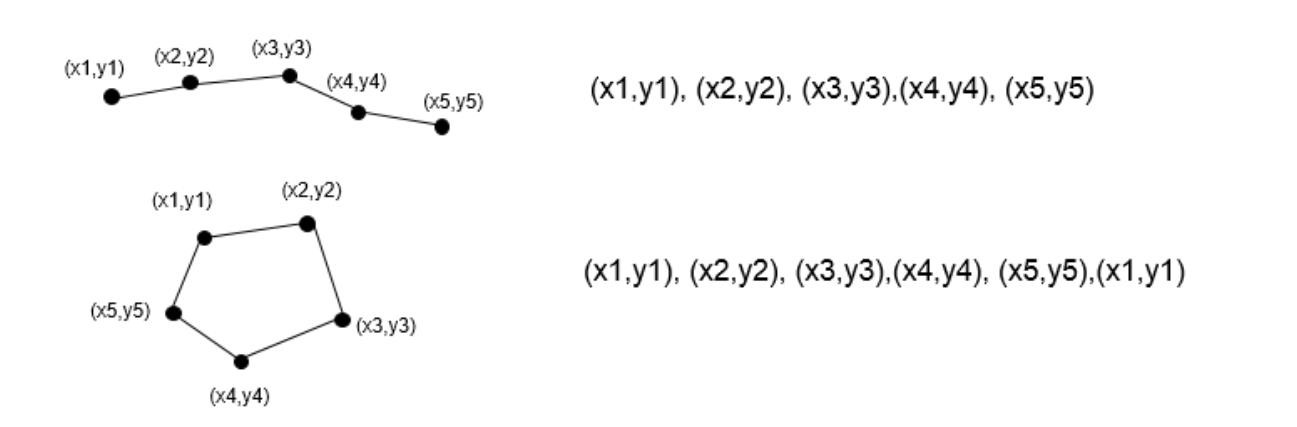 (x1,y1)
(x2,y2)
(x3,y3)
(x4,y4)
(x5,y5)
(x1,y1), (x2,y2), (x3,y3),(x4,y4), (x5,y5)
(x1,y1)
(x2,y2)
(x5,y5)
(x3,y3)
(x4,y4)
(x1,y1), (x2,y2), (x3,y3),(x4,y4), (x5,y5),(x1,y1)